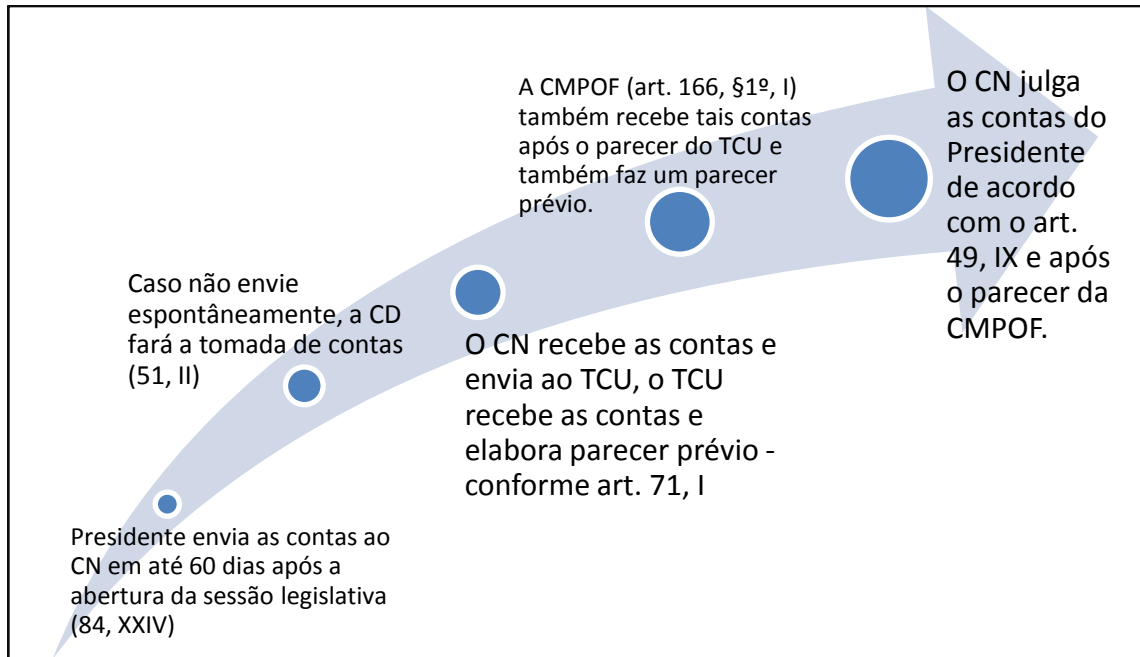 Presidente envia as contas ao
CN em até 60 dias após a
abertura da sessão legislativa
(84, XXIV)
Caso não envie
espontâneamente, a CD
fará a tomada de contas
(51, II)
O CN recebe as contas e
envia ao TCU, o TCU
recebe as contas e
elabora parecer prévio -
conforme art. 71, I
A CMPOF (art. 166, §1º, I)
também recebe tais contas
após o parecer do TCU e
também faz um parecer
prévio.
O CN julga
as contas do
Presidente
de acordo
com o art.
49, IX e após
o parecer da
CMPOF.